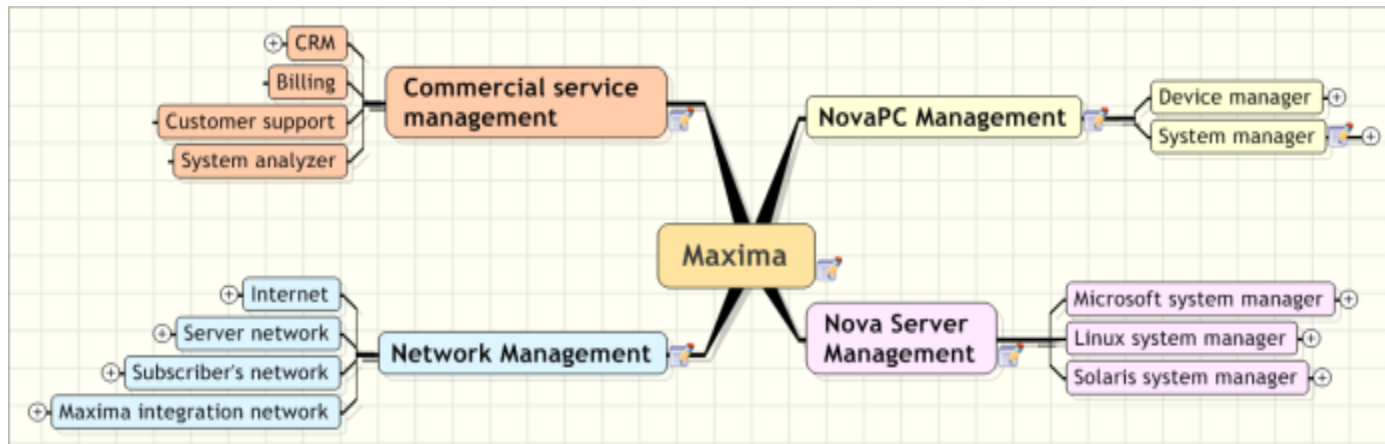 CRM
Billing
Customer support
System analyzer
Commercial service
management
NovaPC Management
Device manager
System manager
Maxima
Internet
Server network
Subscriber's network
Maxima integration network
Network Management
Nova Server
Management
Microsoft system manager
Linux system manager
Solaris system manager